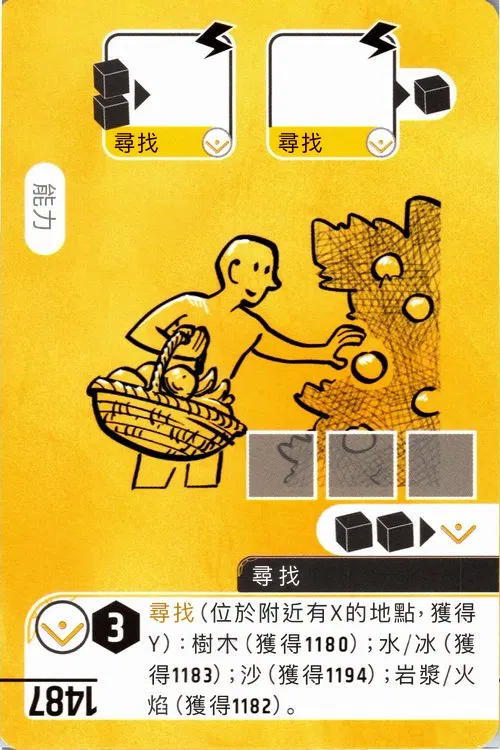 尋找
尋找
能力
尋找
3
尋找(位於附近有X的地點,獲得
Y):樹木(獲得1180);水/冰(獲
得1183);沙(獲得1194);岩漿/火
焰(獲得1182)。
1487